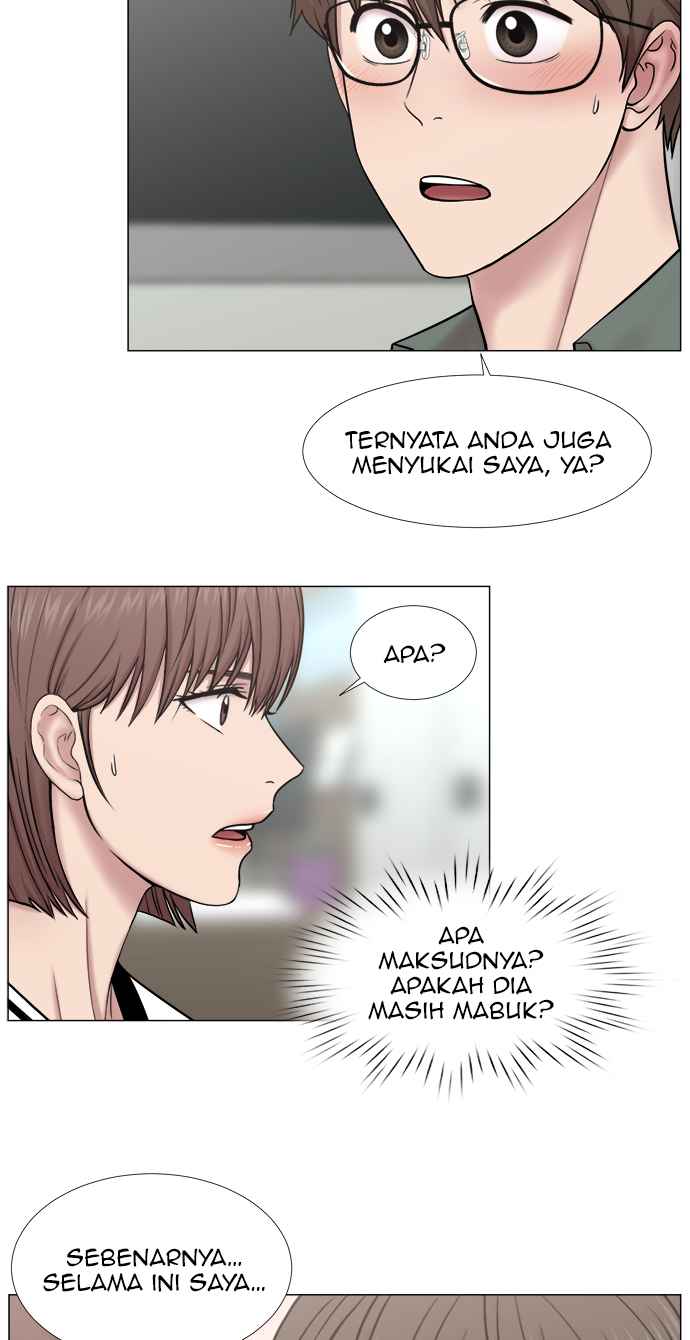 TERNYATA ANDA JUGA
MENYUKAI SAYA, YA?
APA?
APA
MAKSUDNYA?
APAKAH DIA
MASIH MABUK?
SEBENARNYA...
SELAMA INI SAYA...